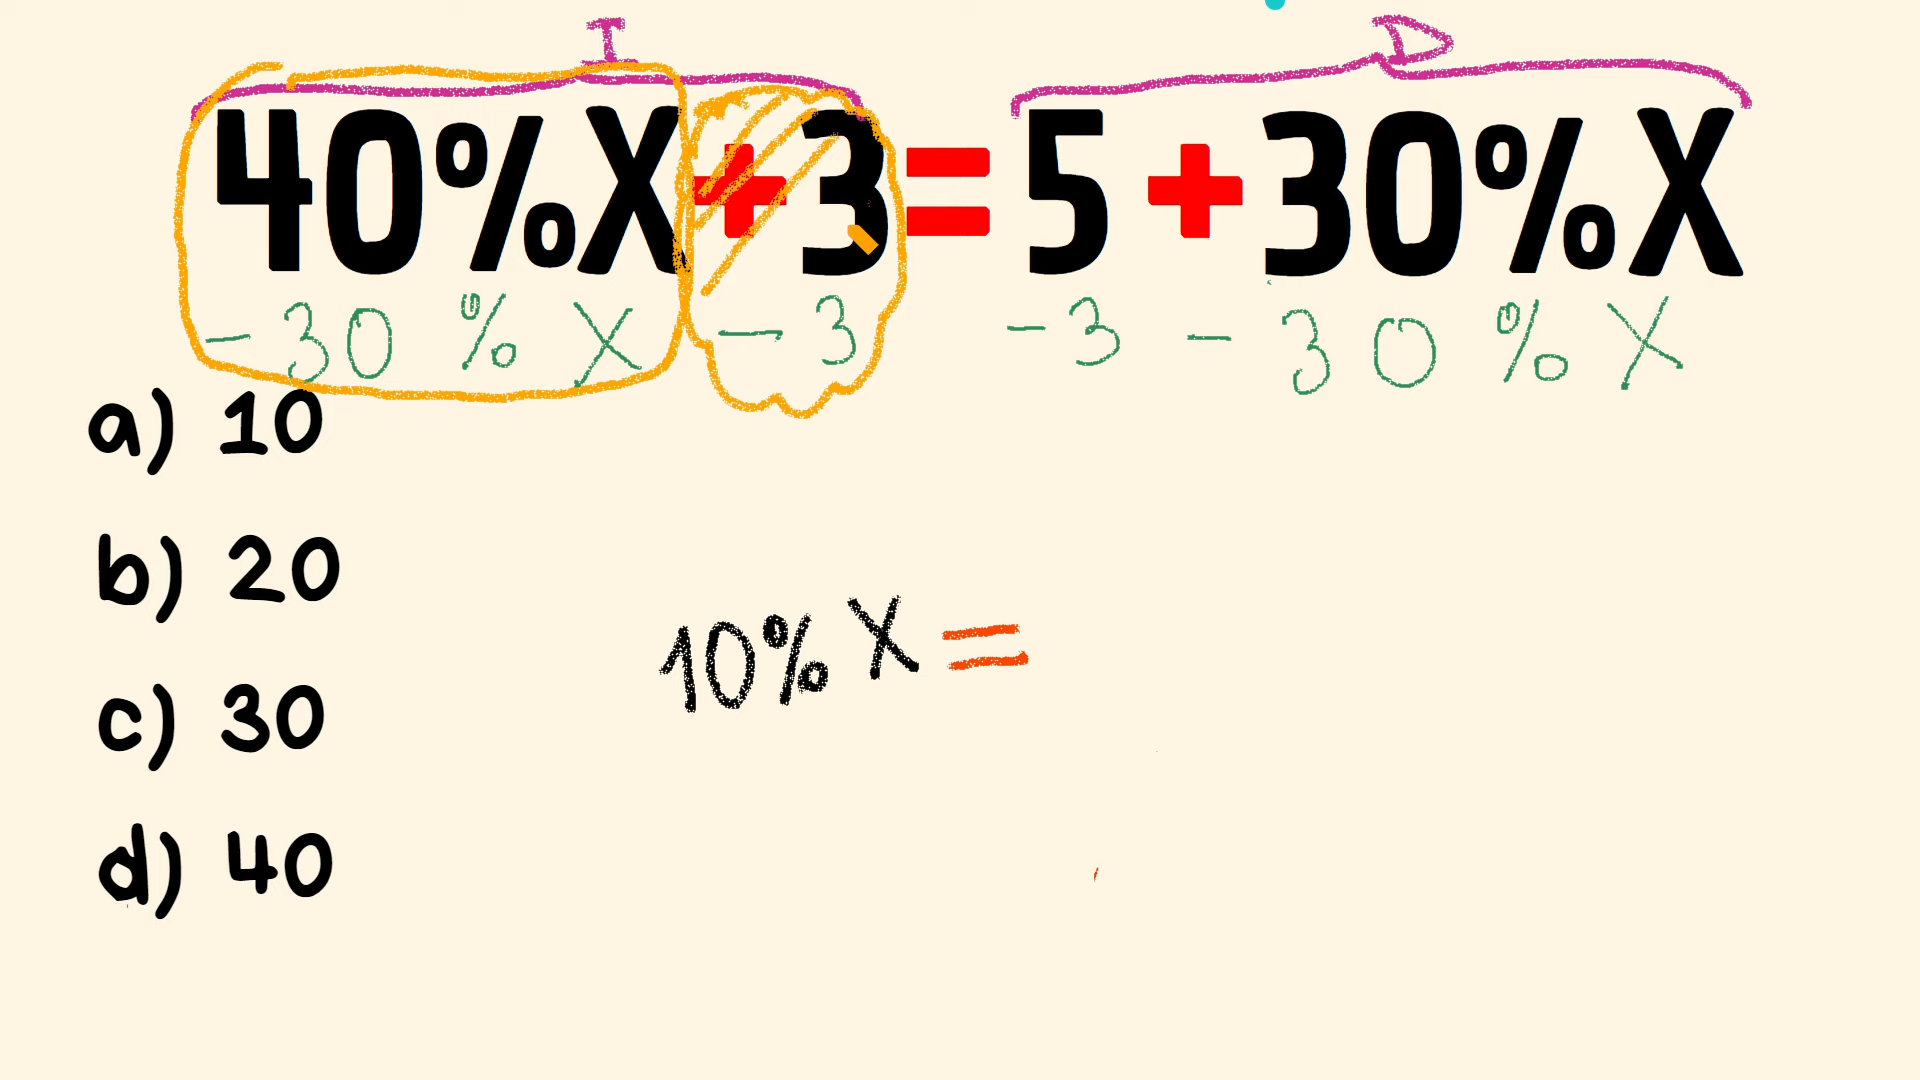 I D
40%X+3=5+30%X
-30%X -3 -3 -30%X
a) 10
b) 20
10%X=
c) 30
d) 40